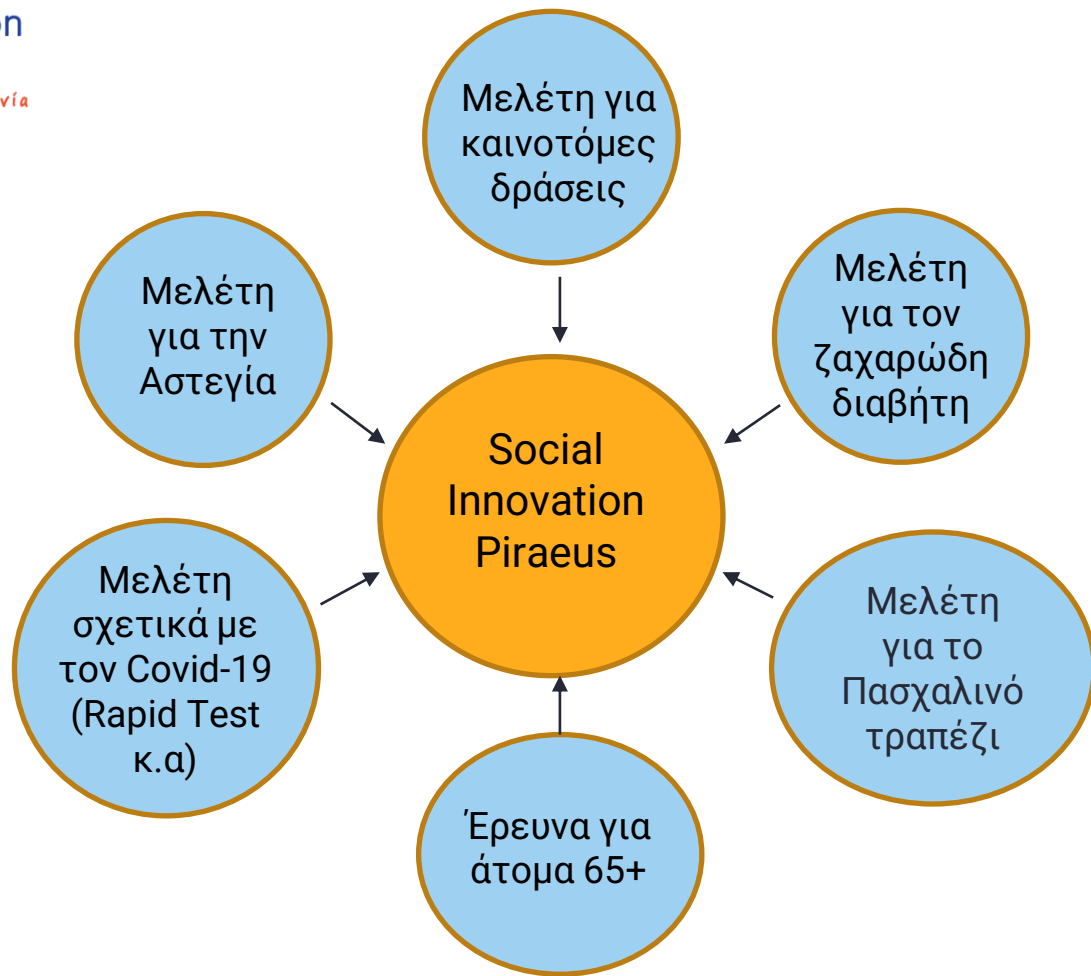 νία
Μελέτη για
καινοτόμες
δράσεις
Μελέτη
για την
Αστεγία
Μελέτη
για τον
ζαχαρώδη
διαβήτη
Social
Innovation
Piraeus
Μελέτη
σχετικά με
τον Covid-19
(Rapid Test
κ.α)
Μελέτη
για το
Πασχαλινό
τραπέζι
Έρευνα για
άτομα 65+